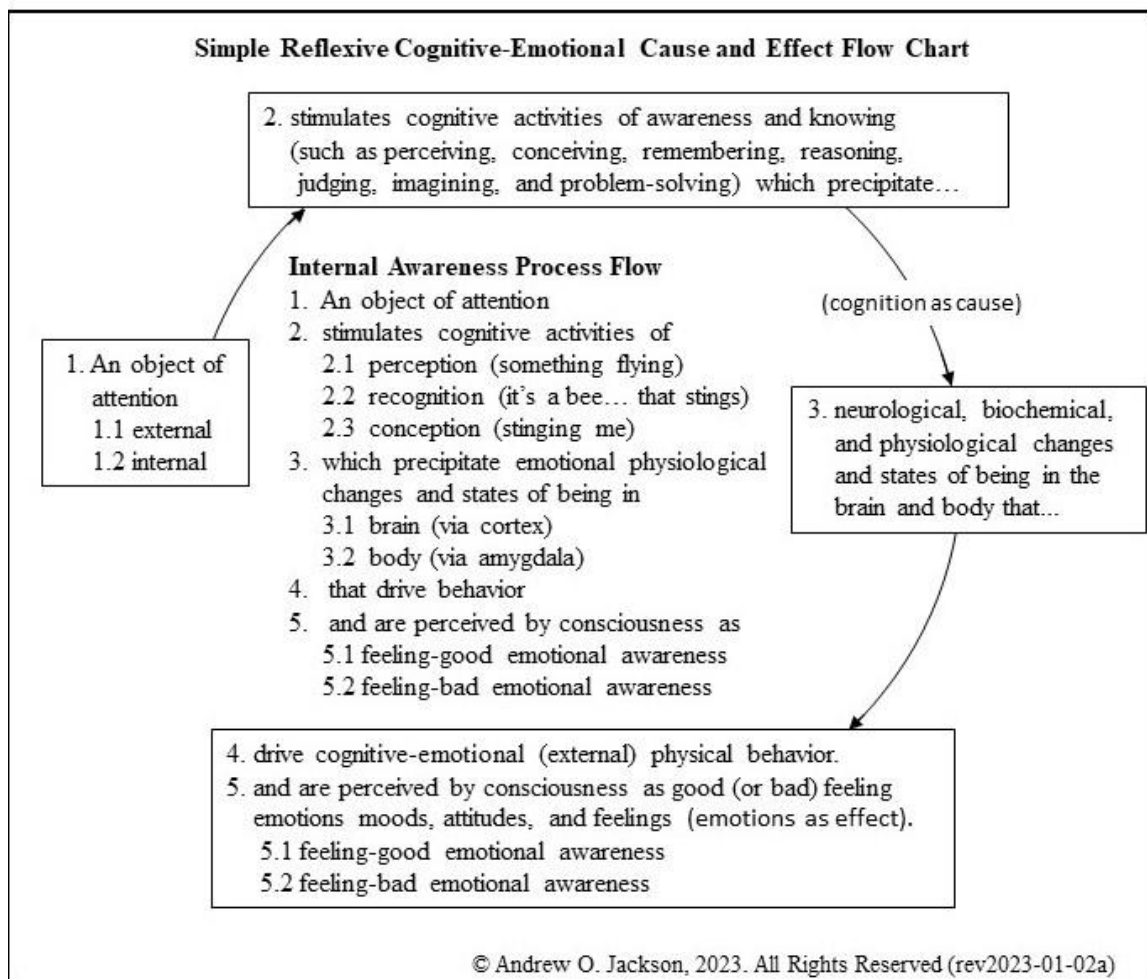 Simple Reflexive Cognitive-Emotional Cause and Effect Flow Chart
2. stimulates cognitive activities of awareness and knowing
(such as perceiving, conceiving, remembering, reasoning,
judging, imagining, and problem-solving) which precipitate…
1. An object of
attention
1.1 external
1.2 internal
Internal Awareness Process Flow
1. An object of attention
2. stimulates cognitive activities of
2.1 perception (something flying)
2.2 recognition (it's a bee… that stings)
2.3 conception (stinging me)
3. which precipitate emotional physiological
changes and states of being in
3.1 brain (via cortex)
3.2 body (via amygdala)
4. that drive behavior
5. and are perceived by consciousness as
5.1 feeling-good emotional awareness
5.2 feeling-bad emotional awareness
(cognition as cause)
3. neurological, biochemical,
and physiological changes
and states of being in the
brain and body that...
4. drive cognitive-emotional (external) physical behavior.
5. and are perceived by consciousness as good (or bad) feeling
emotions moods, attitudes, and feelings (emotions as effect).
5.1 feeling-good emotional awareness
5.2 feeling-bad emotional awareness
© Andrew O. Jackson, 2023. All Rights Reserved (rev2023-01-02a)